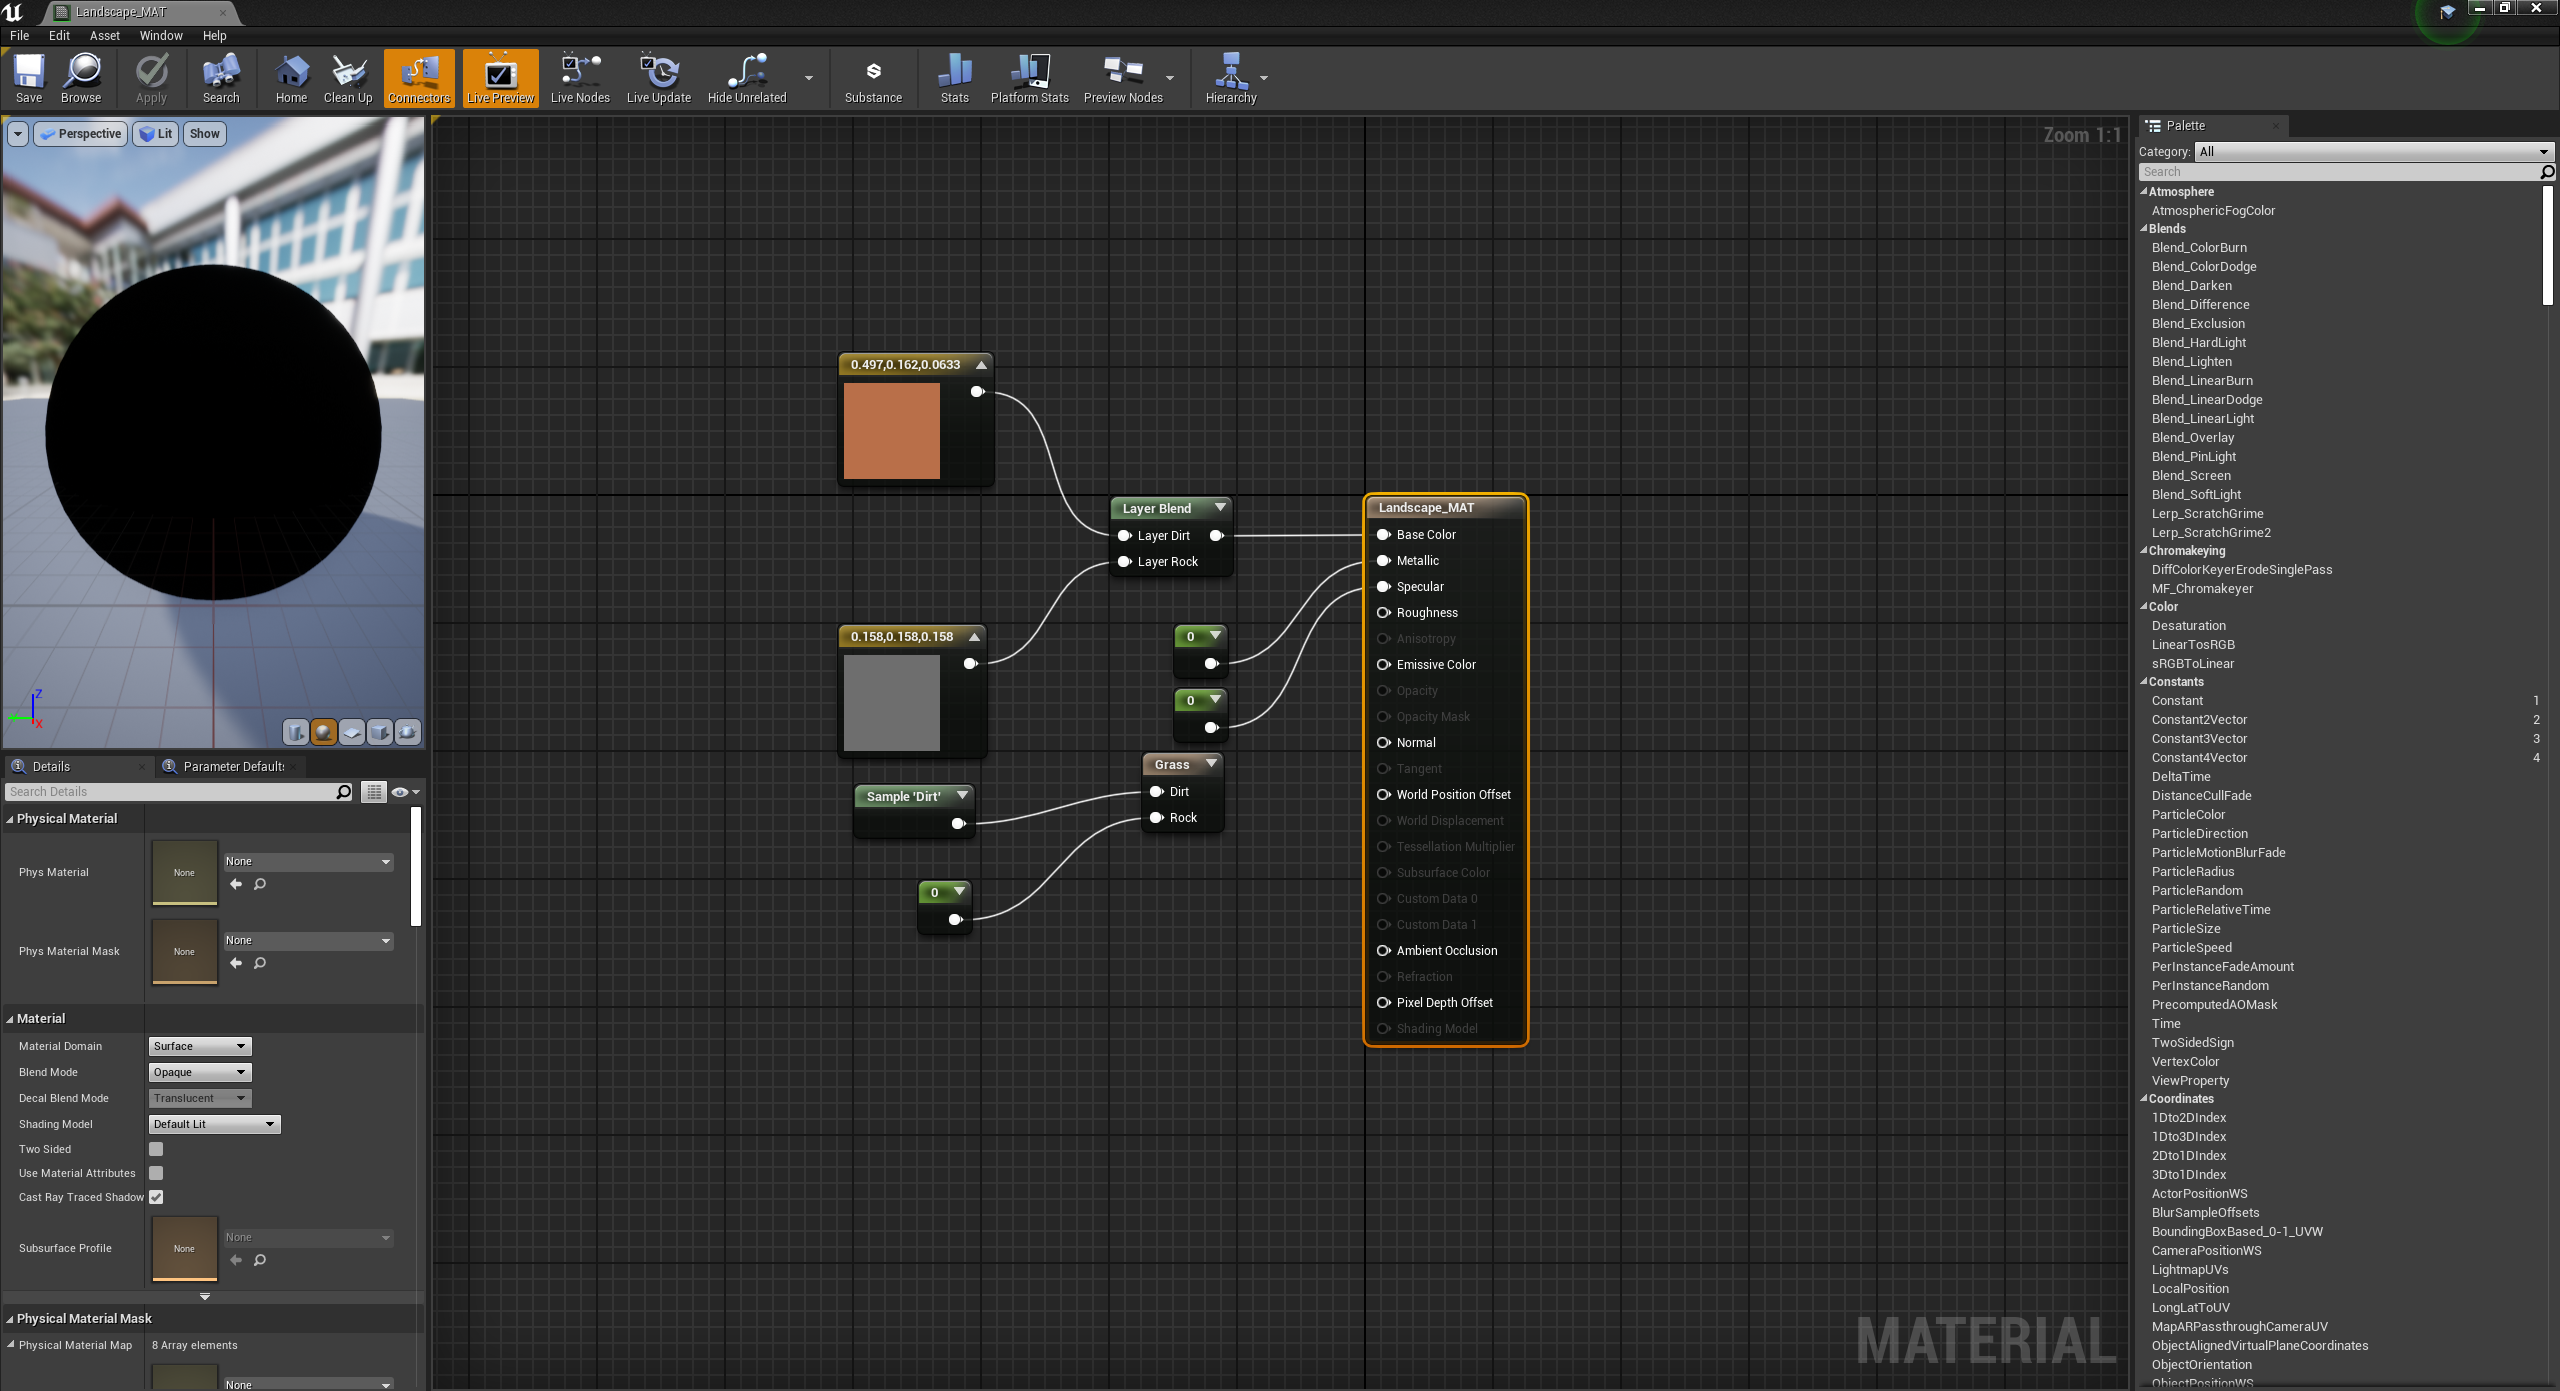 Landscape_MAT
File Edit Asset Window Help
Save Browse Apply Search Home Clean Up Connectors Live Preview Live Nodes Live Update Hide Unrelated Substance Stats Platform Stats Preview Nodes Hierarchy
Perspective Lit Show
Z
X
Details Parameter Defaults
Search Details
Physical Material
Phys Material None None
Phys Material Mask None None
Material
Material Domain Surface
Blend Mode Opaque
Decal Blend Mode Translucent
Shading Model Default Lit
Two Sided
Use Material Attributes
Cast Ray Traced Shadow
Subsurface Profile None None
Physical Material Mask
Physical Material Map 8 Array elements
None
Zoom 1:1
0.497,0.162,0.0633
Layer Blend
Layer Dirt
Layer Rock
0.158,0.158,0.158
0
0
Grass
Dirt
Rock
Sample 'Dirt'
0
Landscape_MAT
Base Color
Metallic
Specular
Roughness
Anisotropy
Emissive Color
Opacity
Opacity Mask
Normal
Tangent
World Position Offset
World Displacement
Tessellation Multiplier
Subsurface Color
Custom Data 0
Custom Data 1
Ambient Occlusion
Refraction
Pixel Depth Offset
Shading Model
MATERIAL
Palette
Category: All
Search
Atmosphere
AtmosphericFogColor
Blends
Blend_ColorBurn
Blend_ColorDodge
Blend_Darken
Blend_Difference
Blend_Exclusion
Blend_HardLight
Blend_Lighten
Blend_LinearBurn
Blend_LinearDodge
Blend_LinearLight
Blend_Overlay
Blend_PinLight
Blend_Screen
Blend_SoftLight
Lerp_ScratchGrime
Lerp_ScratchGrime2
Chromakeying
DiffColorKeyerErodeSinglePass
MF_Chromakeyer
Color
Desaturation
LinearTosRGB
sRGBToLinear
Constants
Constant 1
Constant2Vector 2
Constant3Vector 3
Constant4Vector 4
DeltaTime
DistanceCullFade
ParticleColor
ParticleDirection
ParticleMotionBlurFade
ParticleRadius
ParticleRandom
ParticleRelativeTime
ParticleSize
ParticleSpeed
PerInstanceFadeAmount
PerInstanceRandom
PrecomputedAOMask
Time
TwoSidedSign
VertexColor
ViewProperty
Coordinates
1Dto2DIndex
1Dto3DIndex
2Dto1DIndex
3Dto1DIndex
ActorPositionWS
BlurSampleOffsets
BoundingBoxBased_0-1_UVW
CameraPositionWS
LightmapUVs
LocalPosition
LongLatToUV
MapARPassthroughCameraUV
ObjectAlignedVirtualPlaneCoordinates
ObjectOrientation
ObjectPositionWS